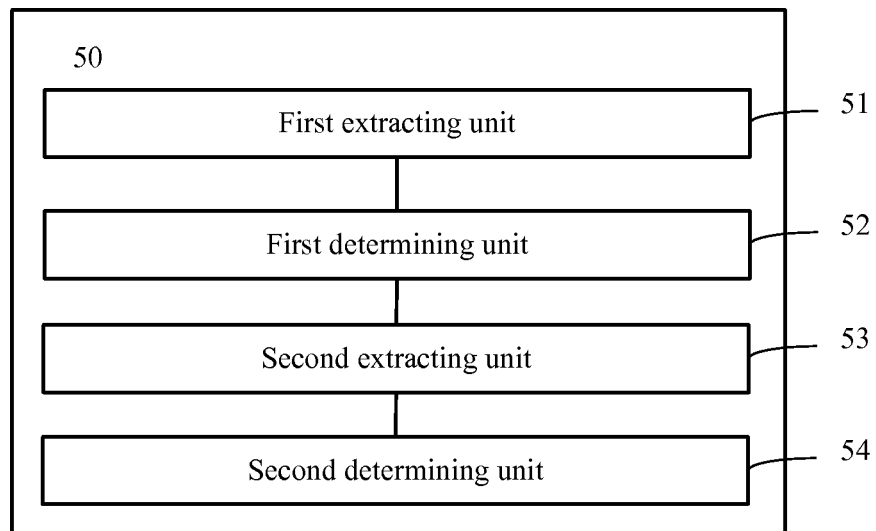 50
First extracting unit
51
First determining unit
52
Second extracting unit
53
Second determining unit
54